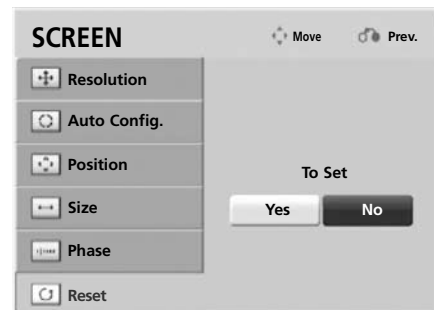 SCREEN Move Prev.
Resolution
Auto Config.
Position
To Set
Size Yes No
Phase
Reset